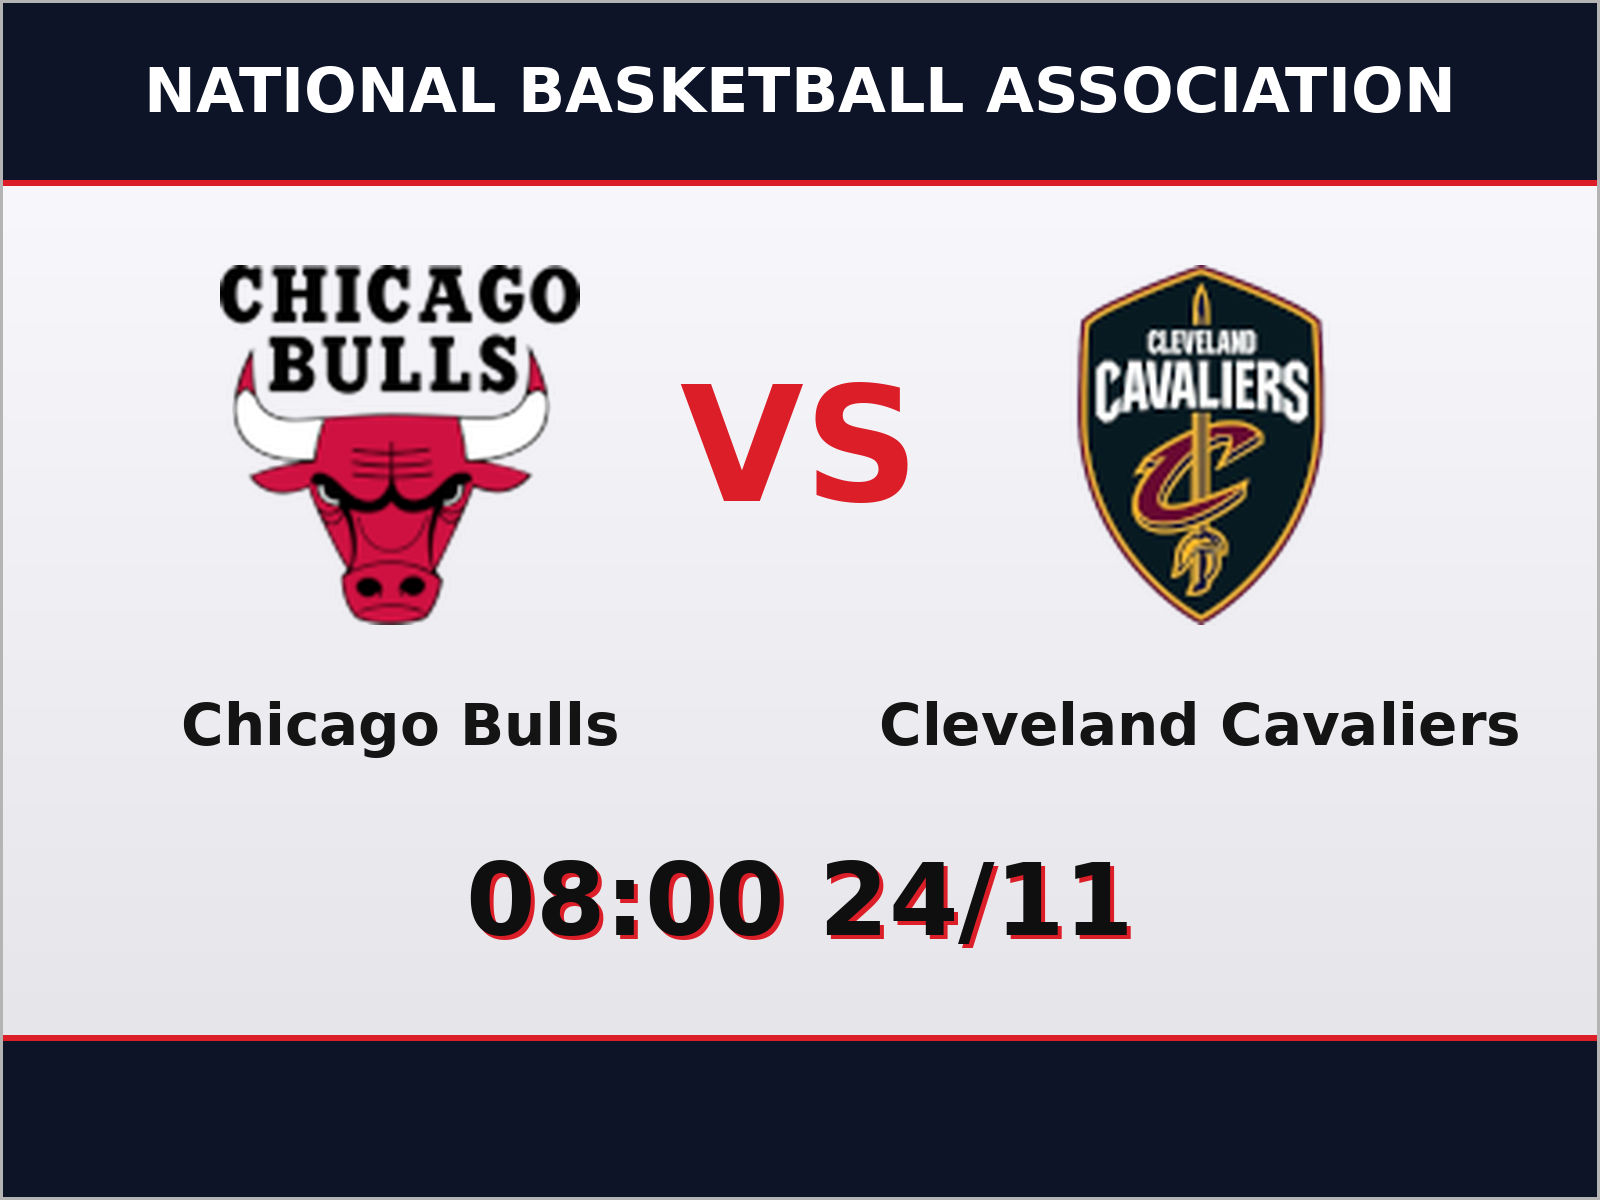 NATIONAL BASKETBALL ASSOCIATION
CHICAGO
BULLS
VS
CLEVELAND
CAVALIERS
Chicago Bulls
Cleveland Cavaliers
08:00 24/11